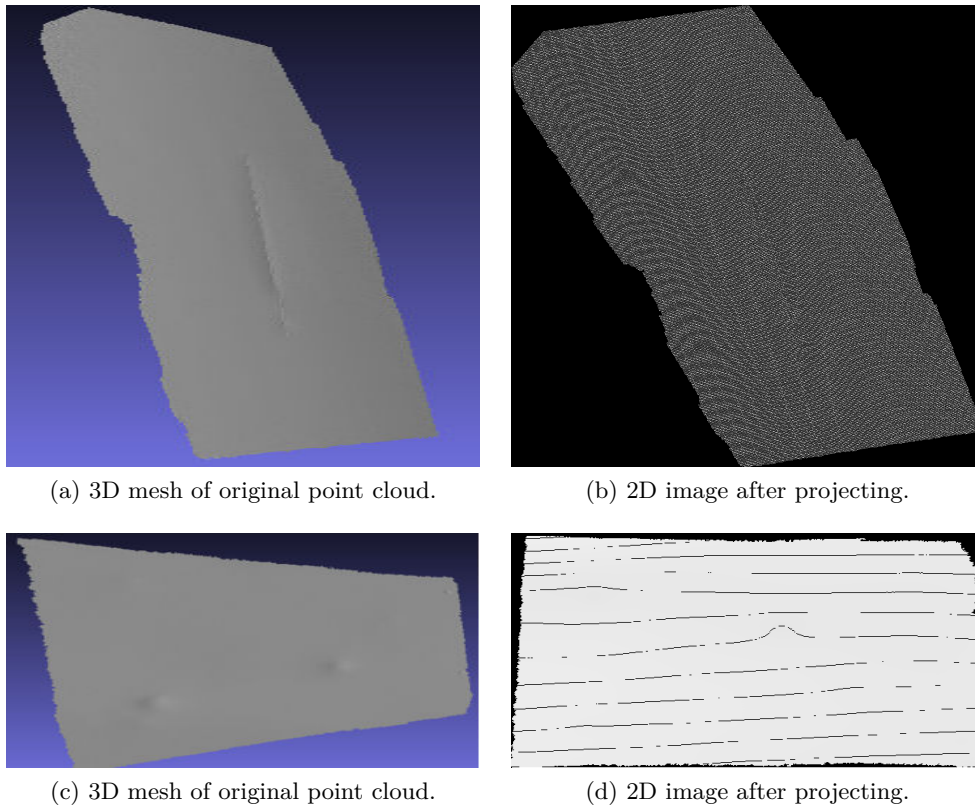 (a) 3D mesh of original point cloud.
(b) 2D image after projecting.
(c) 3D mesh of original point cloud.
(d) 2D image after projecting.